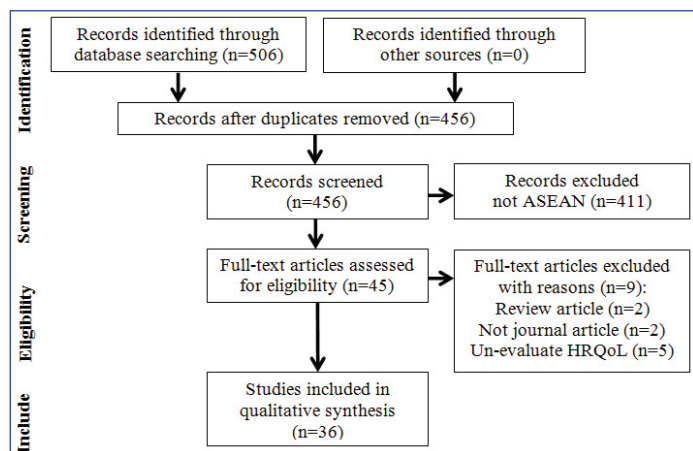 Identification
Records identified through
database searching (n=506)
Records identified through
other sources (n=0)
Records after duplicates removed (n=456)
Screening
Records screened
(n=456)
Records excluded
not ASEAN (n=411)
Eligibility
Full-text articles assessed
for eligibility (n=45)
Full-text articles excluded
with reasons (n=9):
Review article (n=2)
Not journal article (n=2)
Un-evaluate HRQoL (n=5)
Include
Studies included in
qualitative synthesis
(n=36)